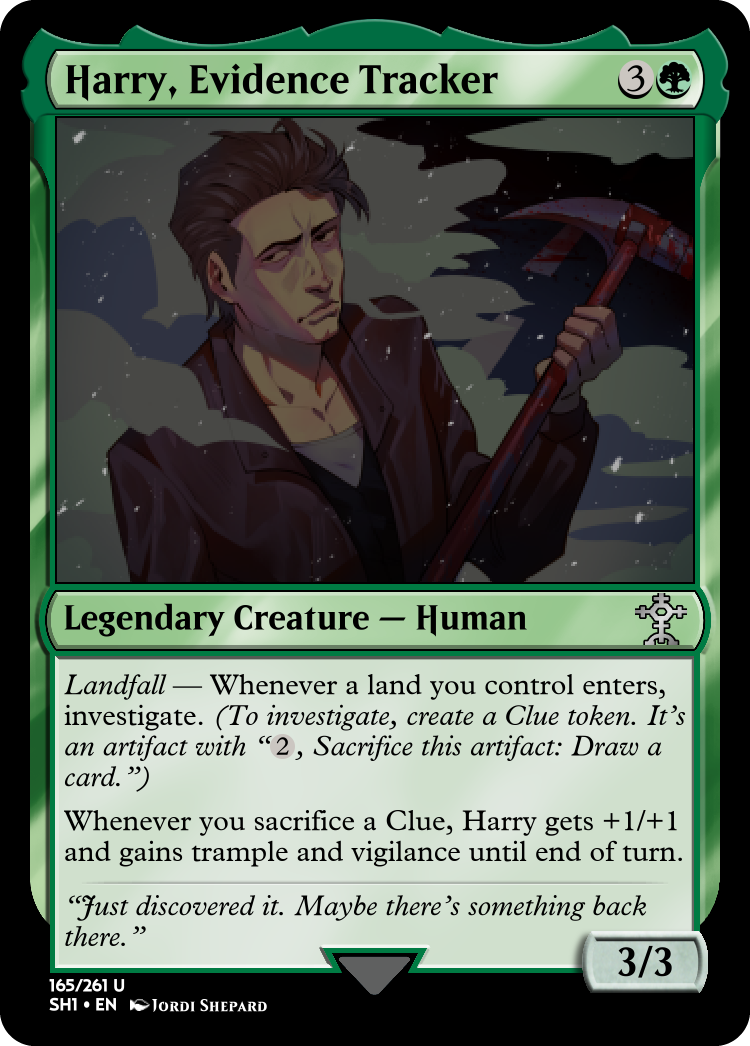 Harry, Evidence Tracker 3
Legendary Creature — Human
Landfall — Whenever a land you control enters,
investigate. (To investigate, create a Clue token. It's
an artifact with “2, Sacrifice this artifact: Draw a
card.”)
Whenever you sacrifice a Clue, Harry gets +1/+1
and gains trample and vigilance until end of turn.
“Just discovered it. Maybe there's something back
there.”
3/3
165/261 U
SH1 • EN Jordi Shepard